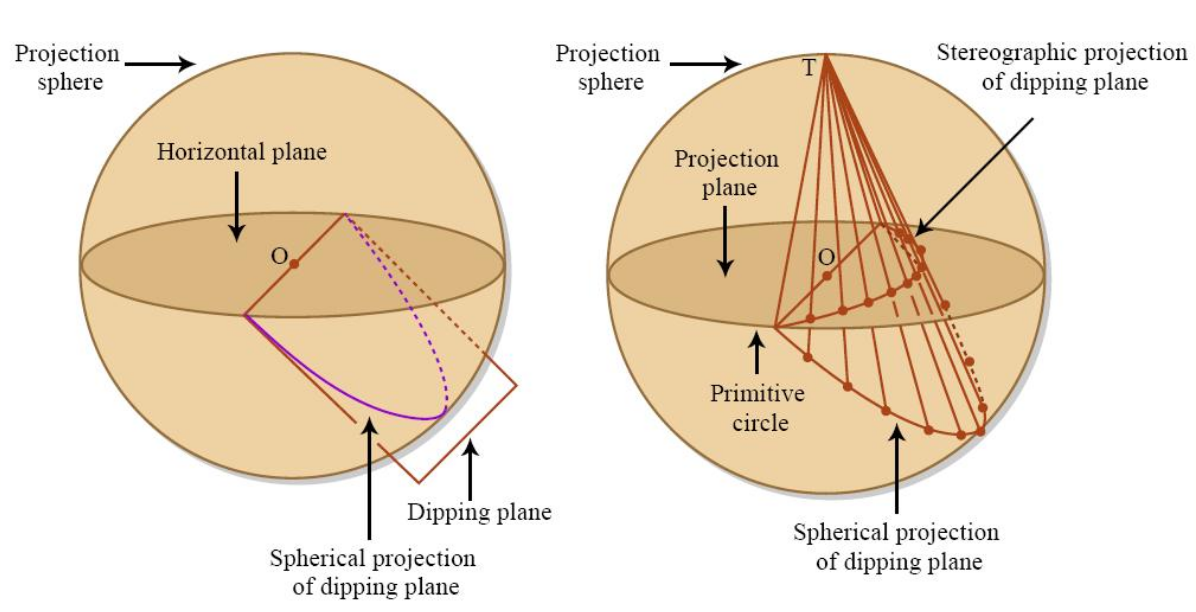 Projection
sphere
Horizontal plane
O
Dipping plane
Spherical projection
of dipping plane
Projection
sphere
T
Stereographic projection
of dipping plane
Projection
plane
O
Primitive
circle
Spherical projection
of dipping plane